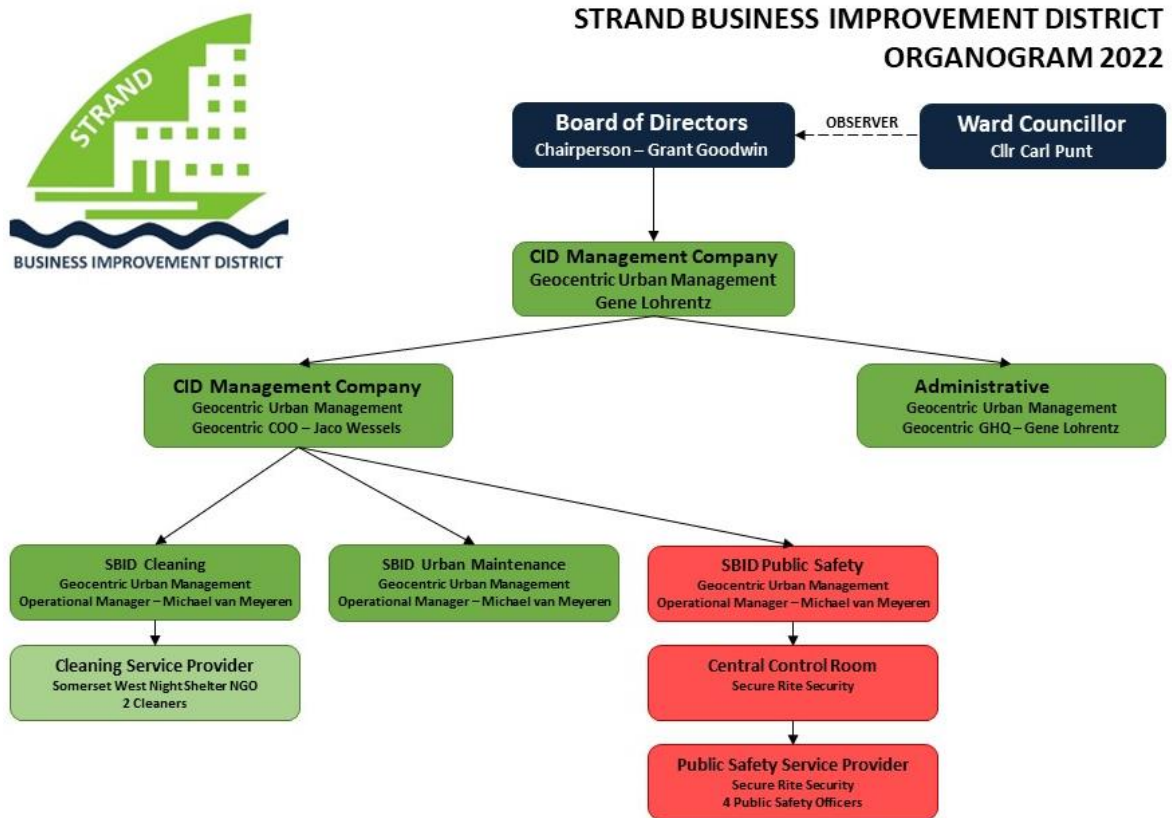 STRAND
BUSINESS IMPROVEMENT DISTRICT
STRAND BUSINESS IMPROVEMENT DISTRICT
ORGANOGRAM 2022
Board of Directors
Chairperson – Grant Goodwin
OBSERVER
Ward Councillor
Cllr Carl Punt
CID Management Company
Geocentric Urban Management
Gene Lohrentz
CID Management Company
Geocentric Urban Management
Geocentric COO – Jaco Wessels
Administrative
Geocentric Urban Management
Geocentric GHQ – Gene Lohrentz
SBID Cleaning
Geocentric Urban Management
Operational Manager – Michael van Meyeren
SBID Urban Maintenance
Geocentric Urban Management
Operational Manager – Michael van Meyeren
SBID Public Safety
Geocentric Urban Management
Operational Manager – Michael van Meyeren
Cleaning Service Provider
Somerset West Night Shelter NGO
2 Cleaners
Central Control Room
Secure Rite Security
Public Safety Service Provider
Secure Rite Security
4 Public Safety Officers